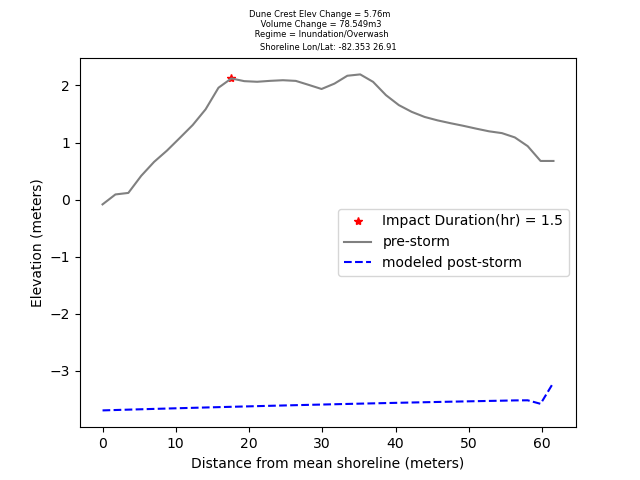 Dune Crest Elev Change = 5.76m
Volume Change = 78.549m3
Regime = Inundation/Overwash
Shoreline Lon/Lat: -82.353 26.91
2
1
0
−1
−2
−3
Elevation (meters)
Impact Duration(hr) = 1.5
pre-storm
modeled post-storm
0 10 20 30 40 50 60
Distance from mean shoreline (meters)